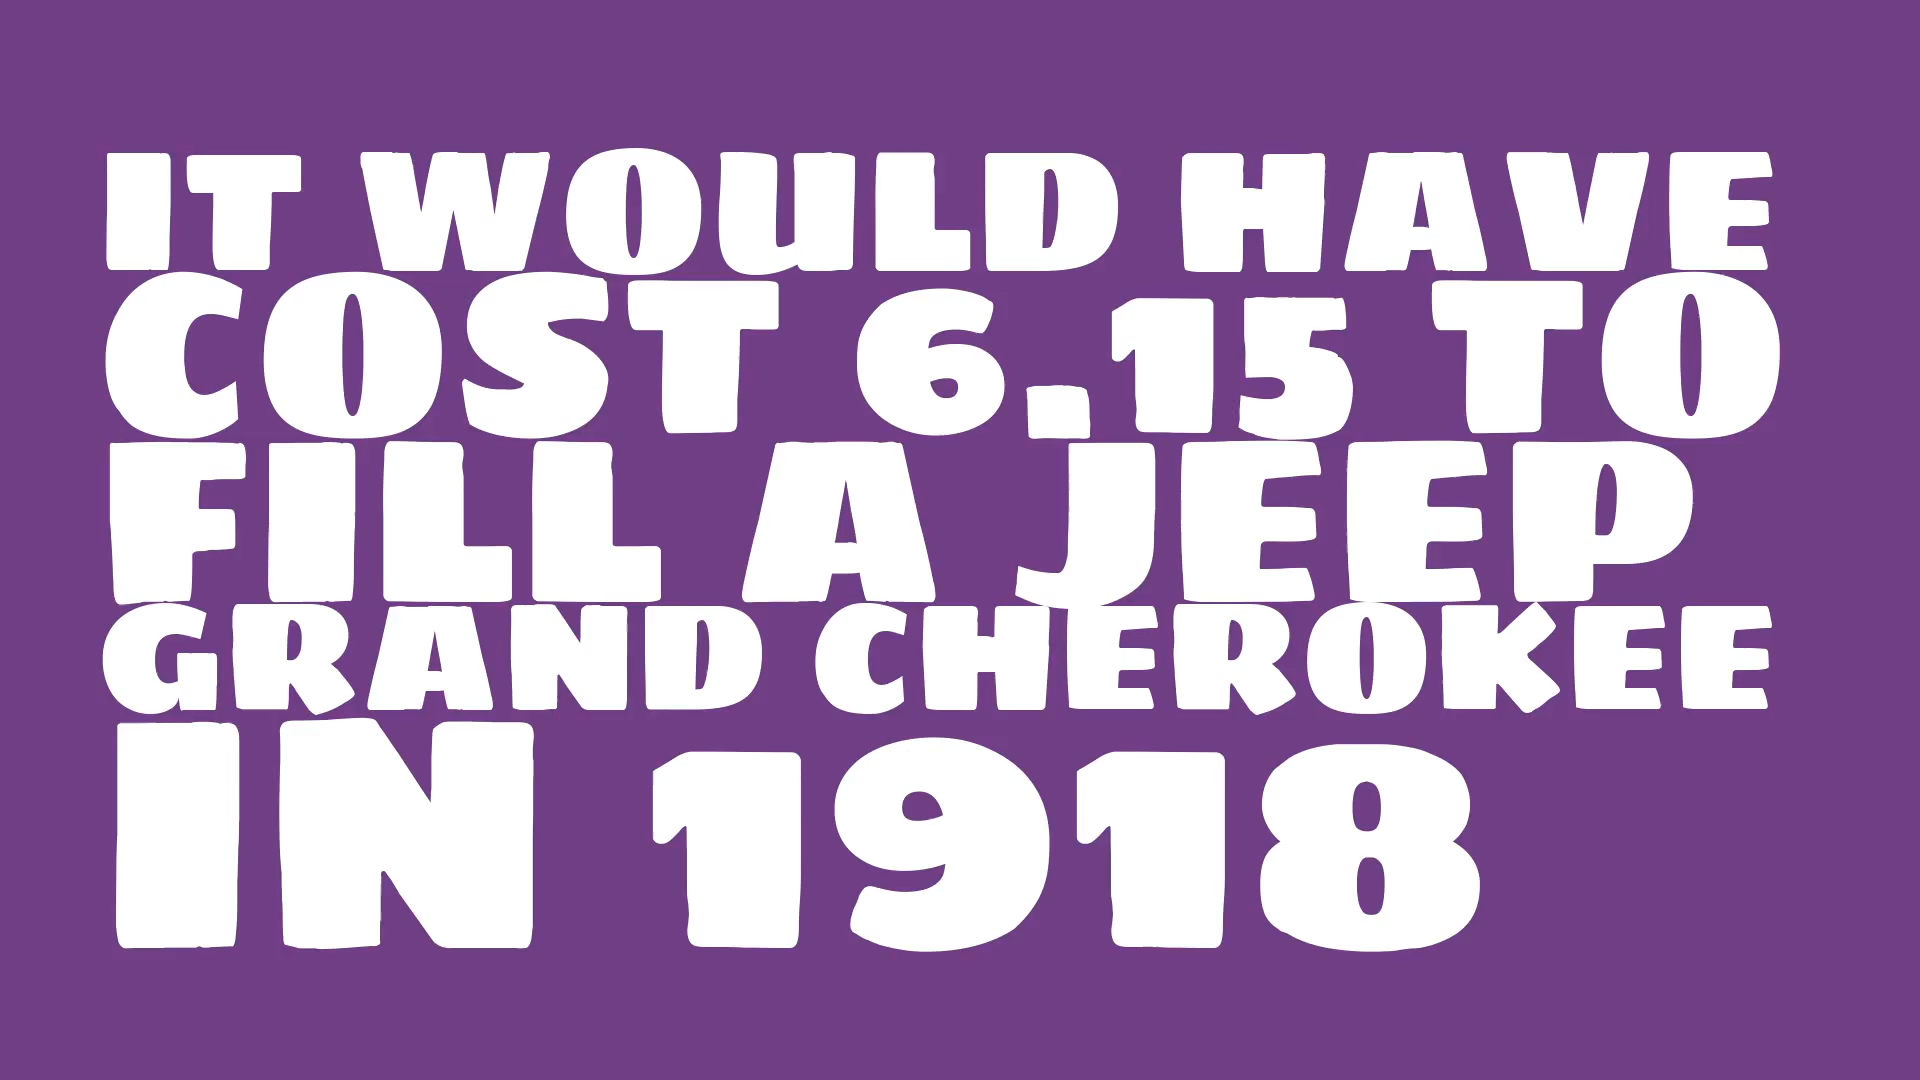 IT WOULD HAVE
COST 6.15 TO
FILL A JEEP
GRAND CHEROKEE
IN 1918